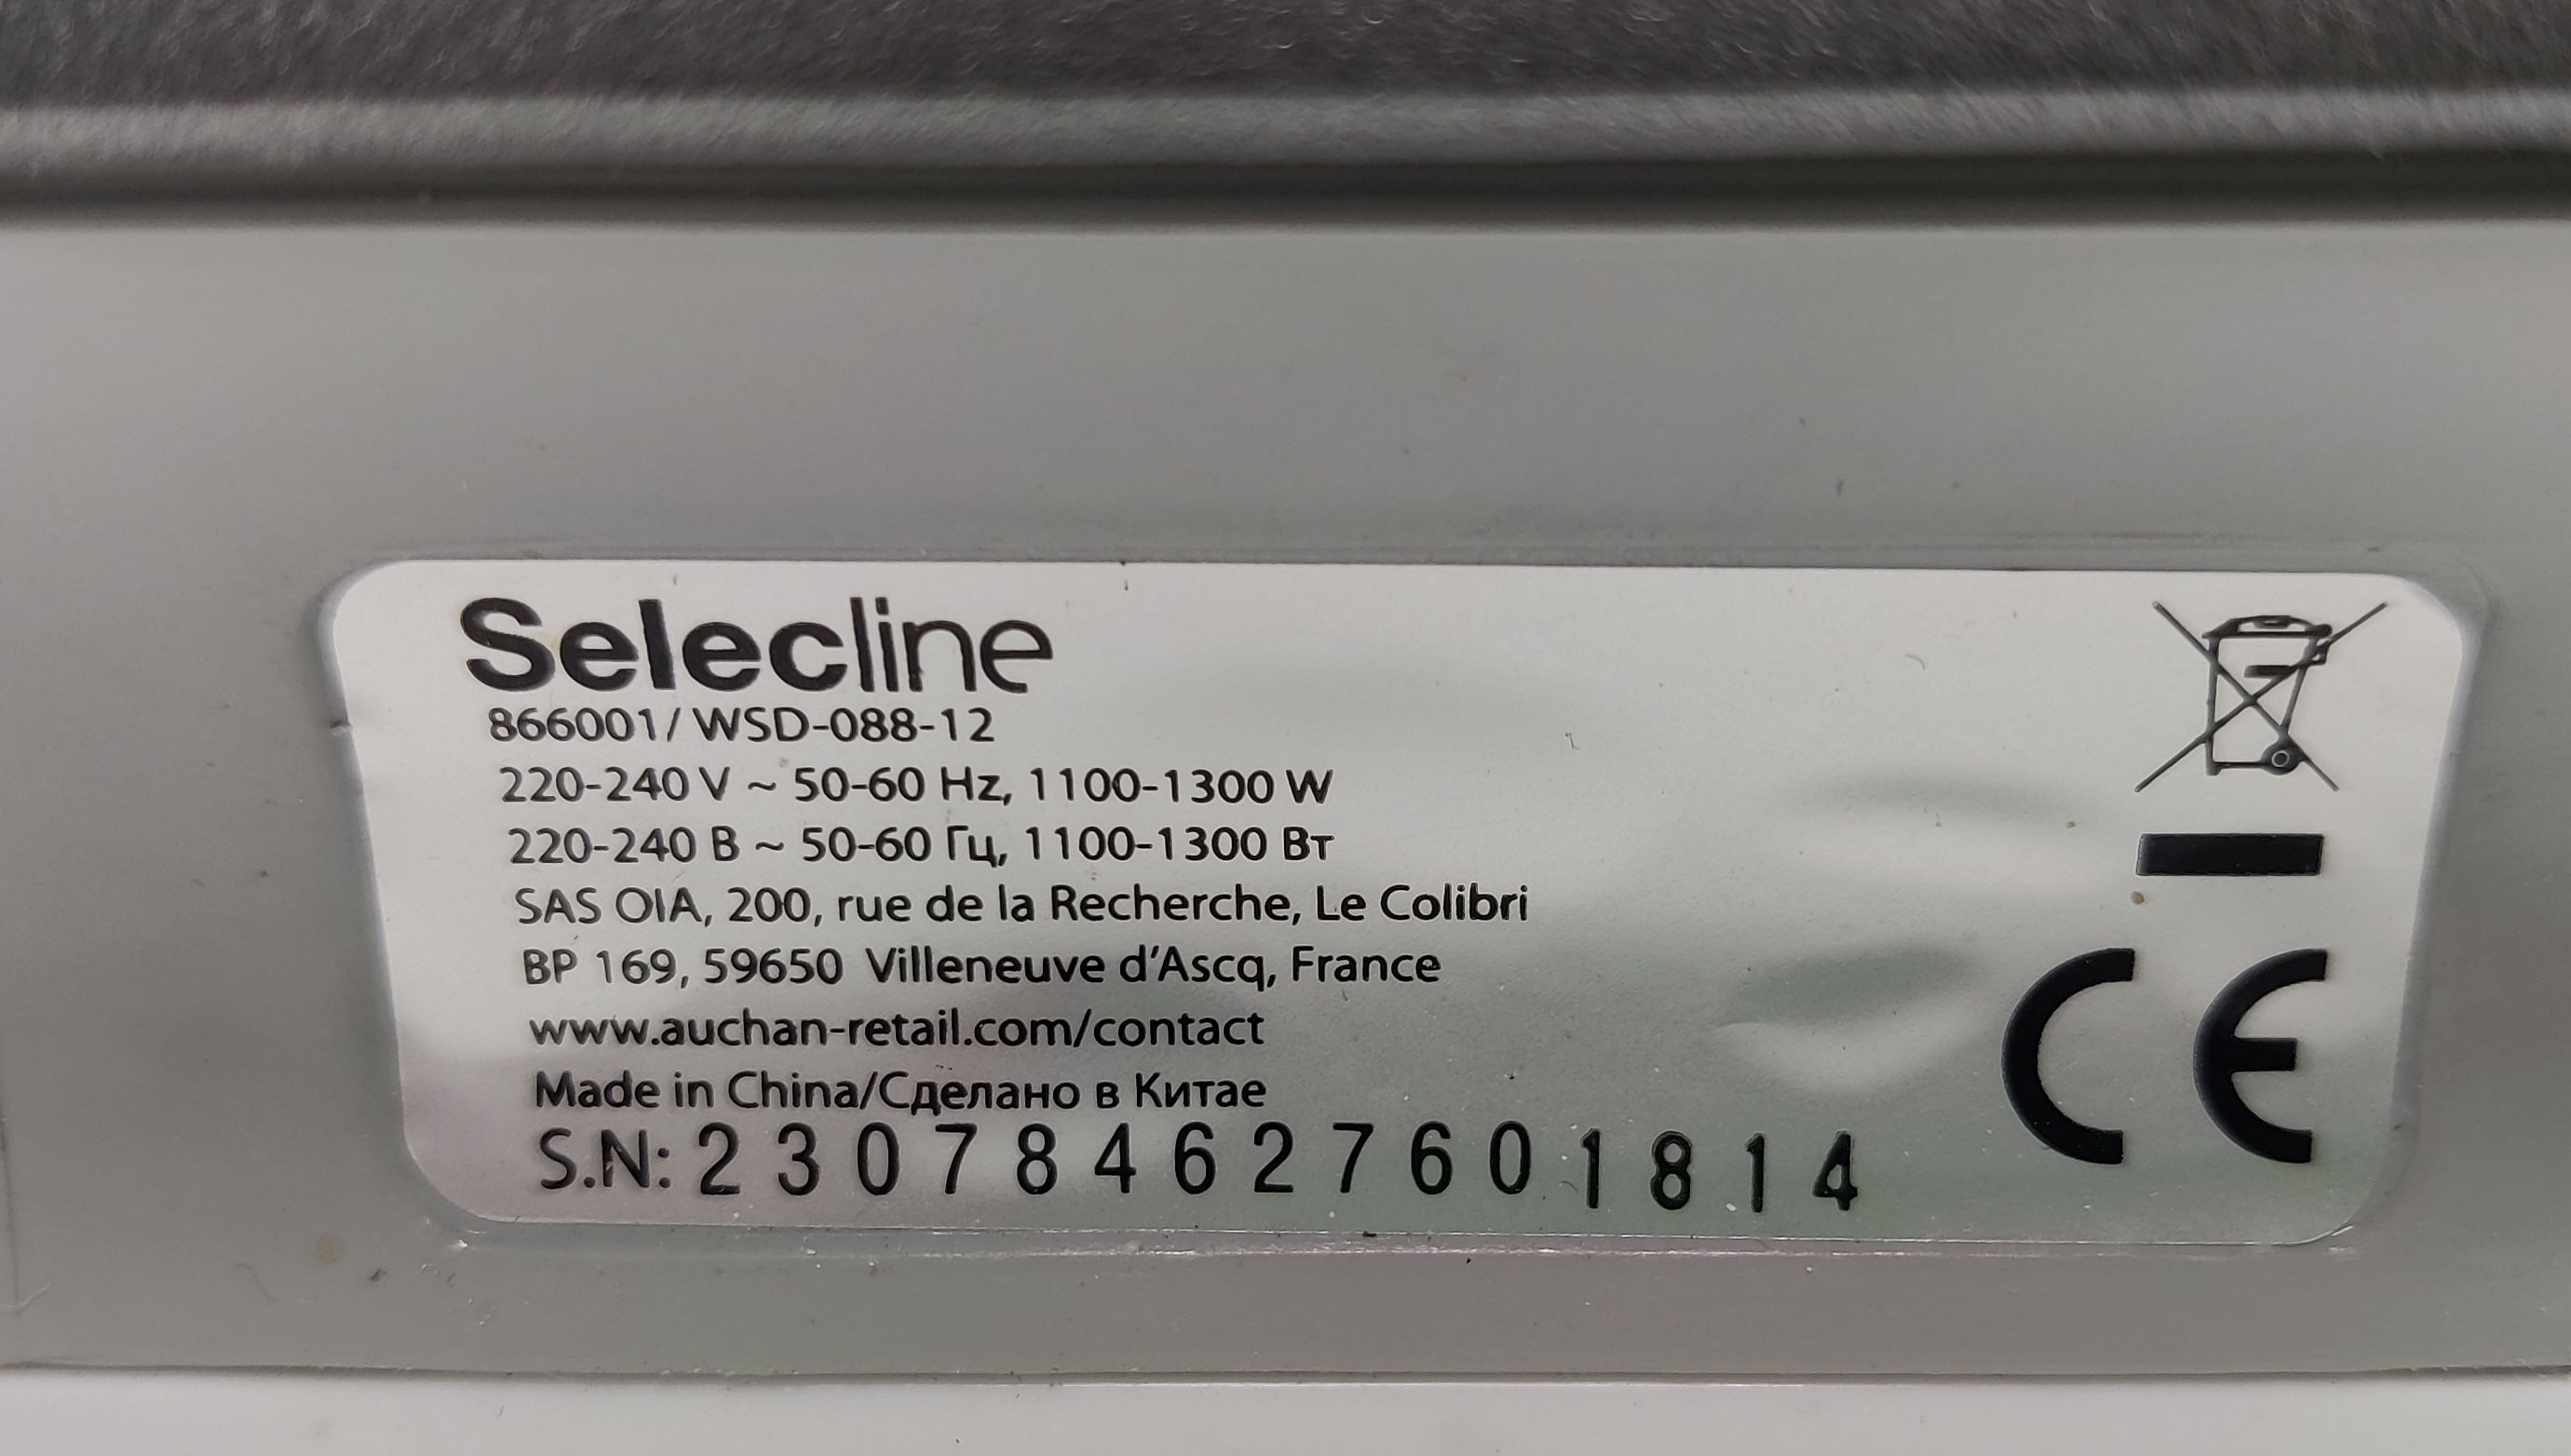 Selecline
866001/ WSD-088-12
220-240 V ~ 50-60 Hz, 1100-1300 W
220-240 В ~ 50-60 Гц, 1100-1300 Вт
SAS OIA, 200, rue de la Recherche, Le Colibri
BP 169, 59650 Villeneuve d'Ascq, France
www.auchan-retail.com/contact
Made in China/Сделано в Китае
S.N: 230784627601814
CE